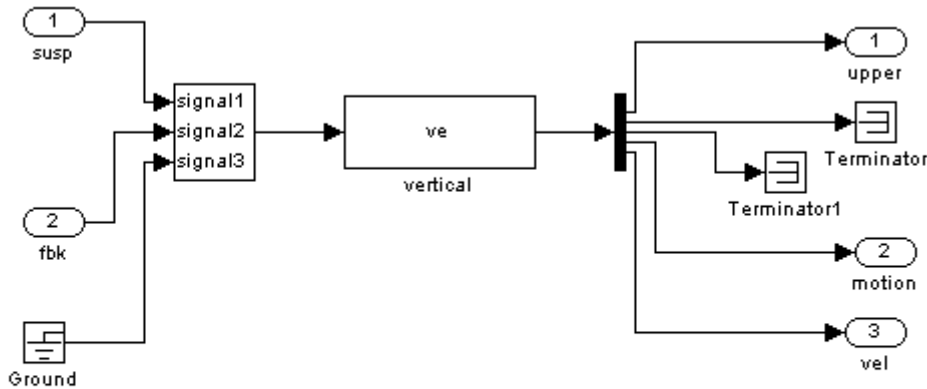 1
susp
signal1
signal2
signal3
2
fbk
Ground
ve
vertical
1
upper
Terminator
Terminator1
2
motion
3
vel